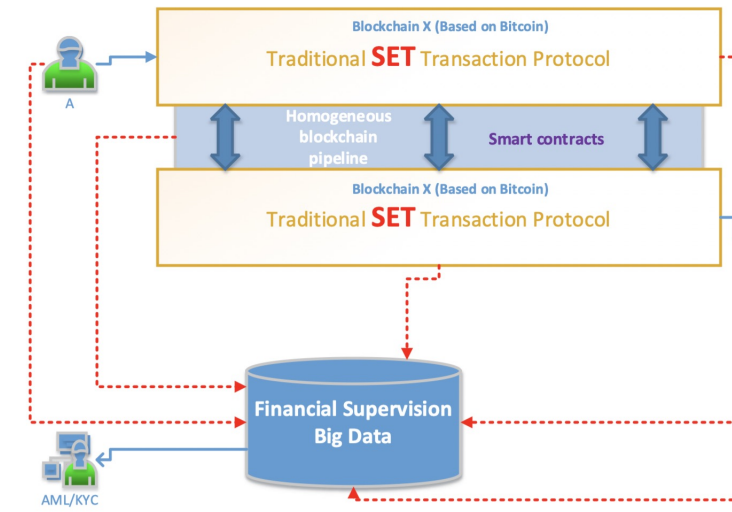 Blockchain X (Based on Bitcoin)
Traditional SET Transaction Protocol
A
Homogeneous
blockchain
pipeline
Smart contracts
Blockchain X (Based on Bitcoin)
Traditional SET Transaction Protocol
Financial Supervision
Big Data
AML/KYC